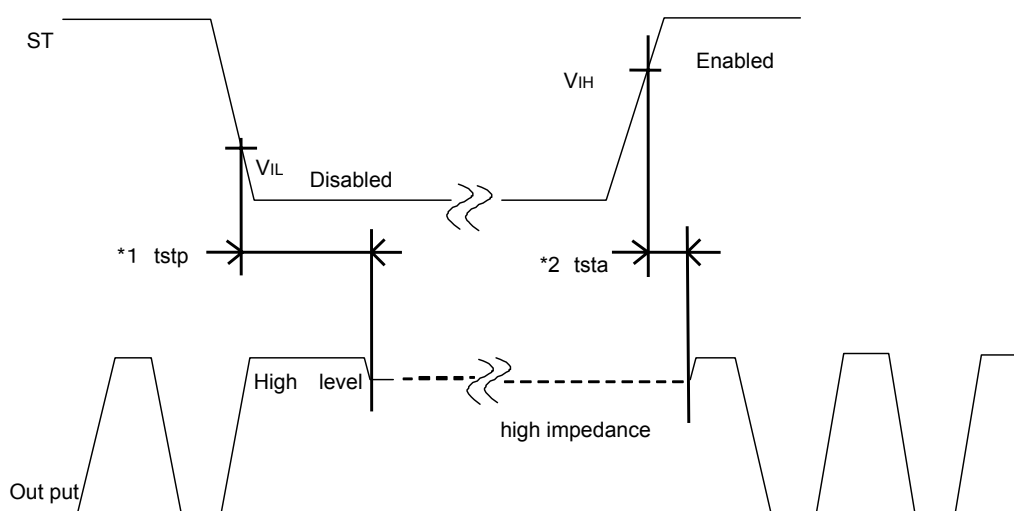 ST
VIH
Enabled
VIL
Disabled
*1 tstp
*2 tsta
High level
high impedance
Out put